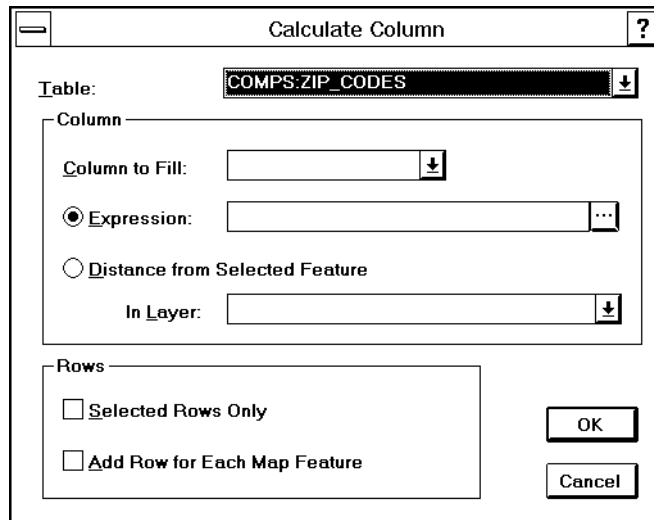 Calculate Column
?
Table: COMPS:ZIP_CODES
Column
Column to Fill:
Expression: ...
Distance from Selected Feature
In Layer:
Rows
Selected Rows Only
Add Row for Each Map Feature
OK
Cancel